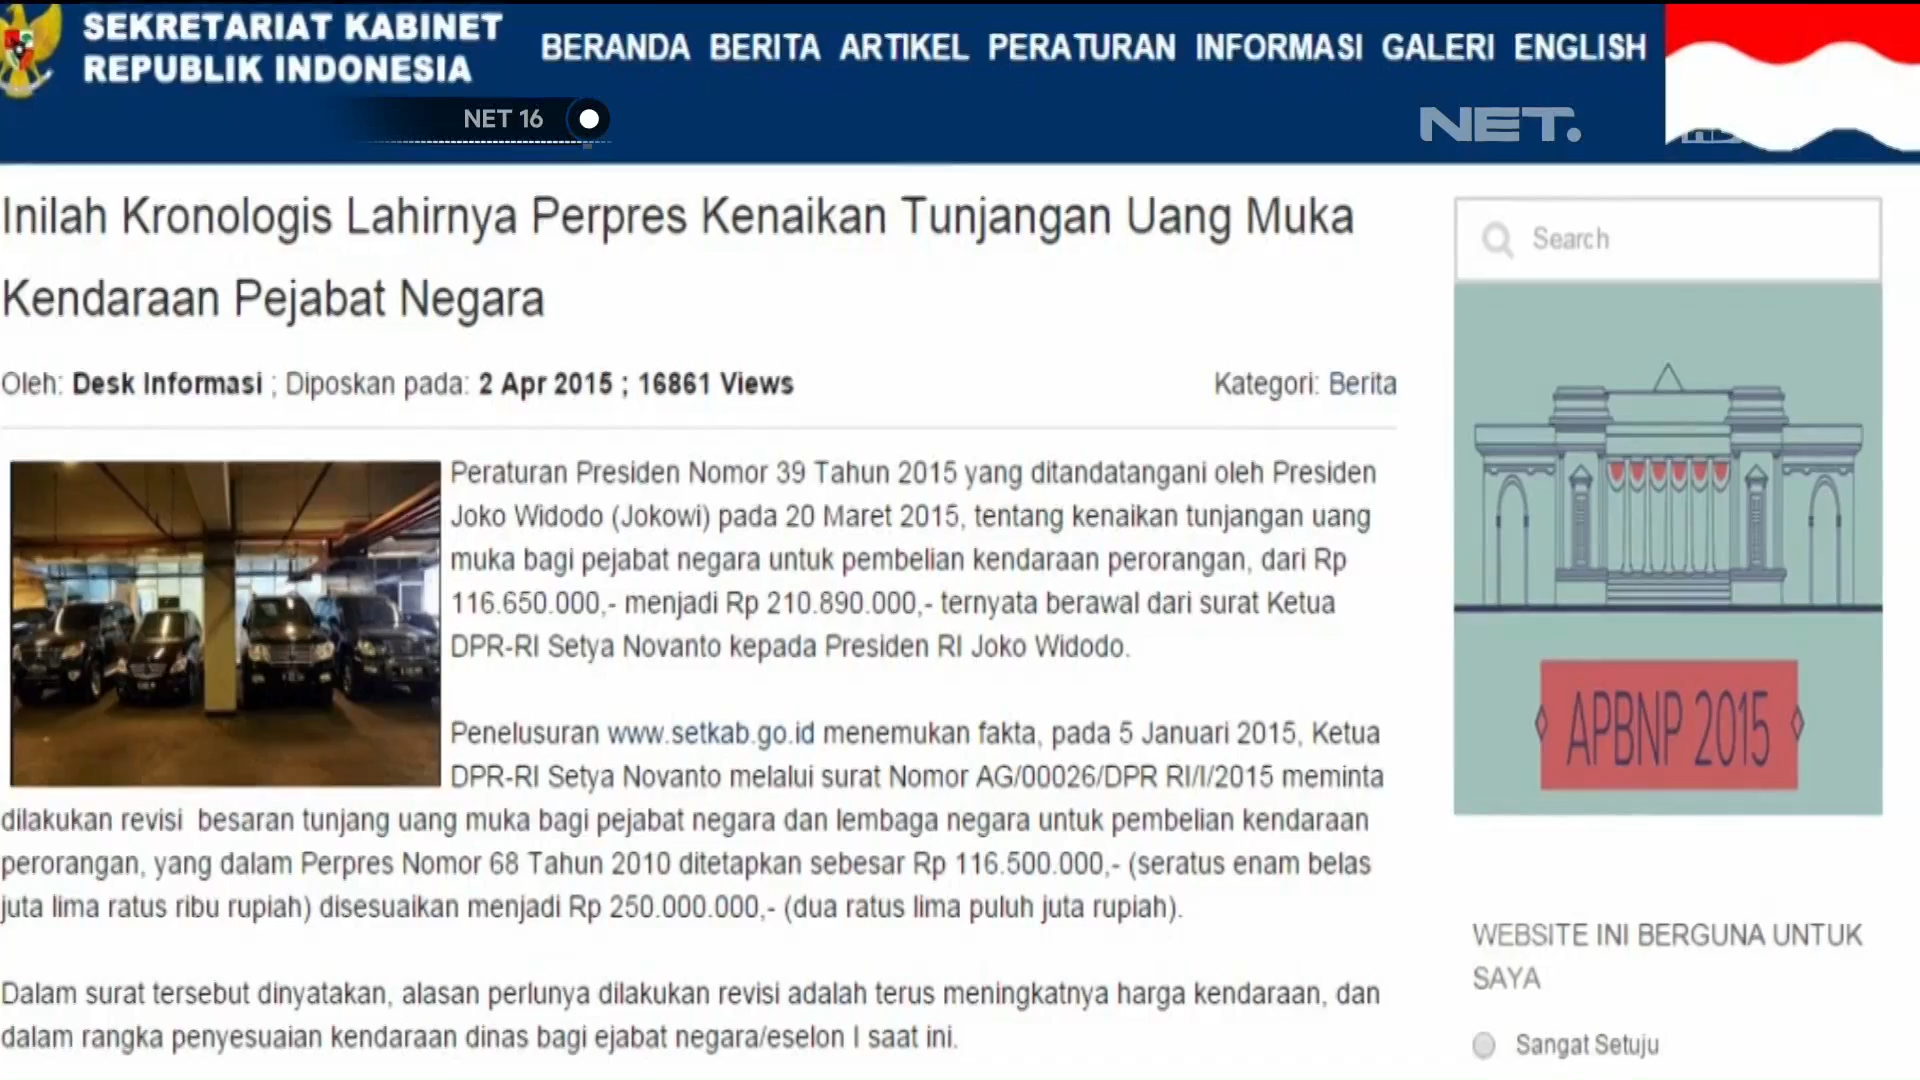 SEKRETARIAT KABINET
REPUBLIK INDONESIA
BERANDA BERITA ARTIKEL PERATURAN INFORMASI GALERI ENGLISH
NET 16
NET.
Inilah Kronologis Lahirnya Perpres Kenaikan Tunjangan Uang Muka
Kendaraan Pejabat Negara
Search
Oleh: Desk Informasi ; Diposkan pada: 2 Apr 2015 ; 16861 Views
Kategori: Berita
Peraturan Presiden Nomor 39 Tahun 2015 yang ditandatangani oleh Presiden
Joko Widodo (Jokowi) pada 20 Maret 2015, tentang kenaikan tunjangan uang
muka bagi pejabat negara untuk pembelian kendaraan perorangan, dari Rp
116.650.000,- menjadi Rp 210.890.000,- ternyata berawal dari surat Ketua
DPR-RI Setya Novanto kepada Presiden RI Joko Widodo.
Penelusuran www.setkab.go.id menemukan fakta, pada 5 Januari 2015, Ketua
DPR-RI Setya Novanto melalui surat Nomor AG/00026/DPR RI/I/2015 meminta
dilakukan revisi besaran tunjang uang muka bagi pejabat negara dan lembaga negara untuk pembelian kendaraan
perorangan, yang dalam Perpres Nomor 68 Tahun 2010 ditetapkan sebesar Rp 116.500.000,- (seratus enam belas
juta lima ratus ribu rupiah) disesuaikan menjadi Rp 250.000.000,- (dua ratus lima puluh juta rupiah).
Dalam surat tersebut dinyatakan, alasan perlunya dilakukan revisi adalah terus meningkatnya harga kendaraan, dan
dalam rangka penyesuaian kendaraan dinas bagi ejabat negara/eselon I saat ini.
APBNP 2015
WEBSITE INI BERGUNA UNTUK
SAYA
Sangat Setuju